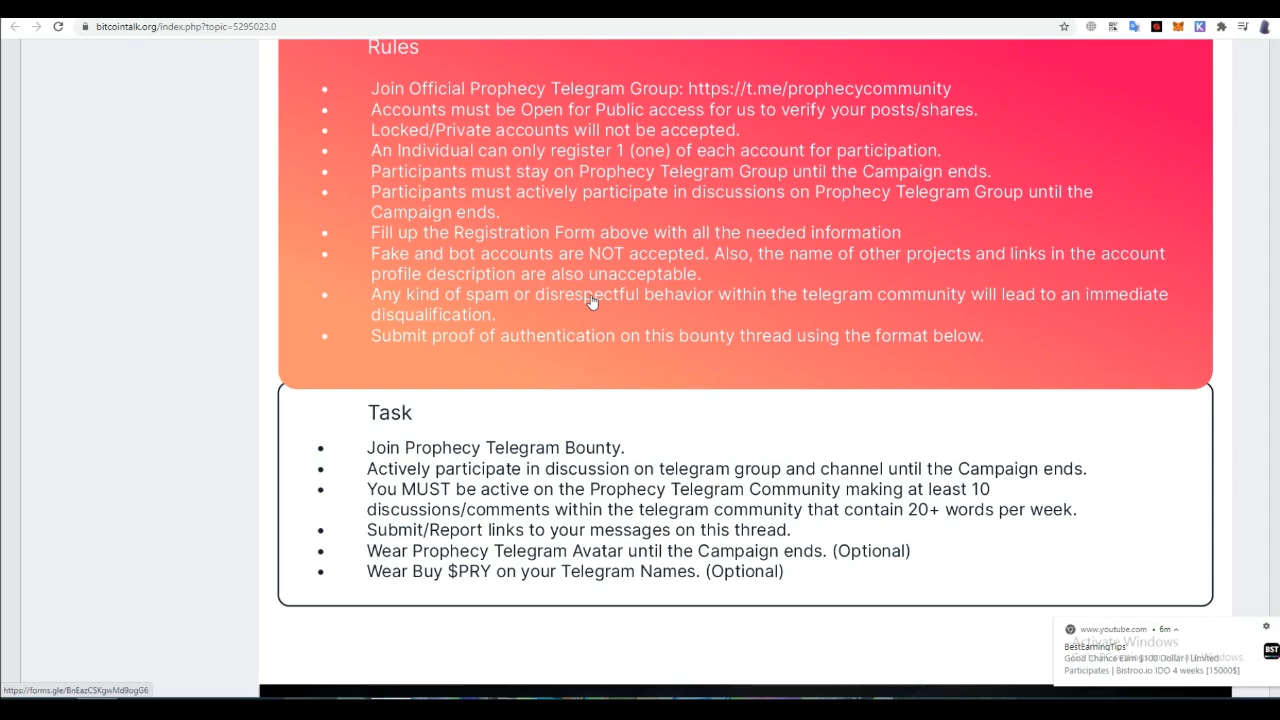 bitcointalk.org/index.php?topic=5295023.0
Rules
Join Official Prophecy Telegram Group: https://t.me/prophecycommunity
Accounts must be Open for Public access for us to verify your posts/shares.
Locked/Private accounts will not be accepted.
An Individual can only register 1 (one) of each account for participation.
Participants must stay on Prophecy Telegram Group until the Campaign ends.
Participants must actively participate in discussions on Prophecy Telegram Group until the
Campaign ends.
Fill up the Registration Form above with all the needed information
Fake and bot accounts are NOT accepted. Also, the name of other projects and links in the account
profile description are also unacceptable.
Any kind of spam or disrespectful behavior within the telegram community will lead to an immediate
disqualification.
Submit proof of authentication on this bounty thread using the format below.
Task
Join Prophecy Telegram Bounty.
Actively participate in discussion on telegram group and channel until the Campaign ends.
You MUST be active on the Prophecy Telegram Community making at least 10
discussions/comments within the telegram community that contain 20+ words per week.
Submit/Report links to your messages on this thread.
Wear Prophecy Telegram Avatar until the Campaign ends. (Optional)
Wear Buy $PRY on your Telegram Names. (Optional)
www.youtube.com • 6m
Activate Windows
BestEarningTips
Good Chance Earn $100 Dollar | Limited
Participates | Bistroo.io IDO 4 weeks [15000$]
BST
https://forms.gle/BnEazCSKgwMd9ogG6